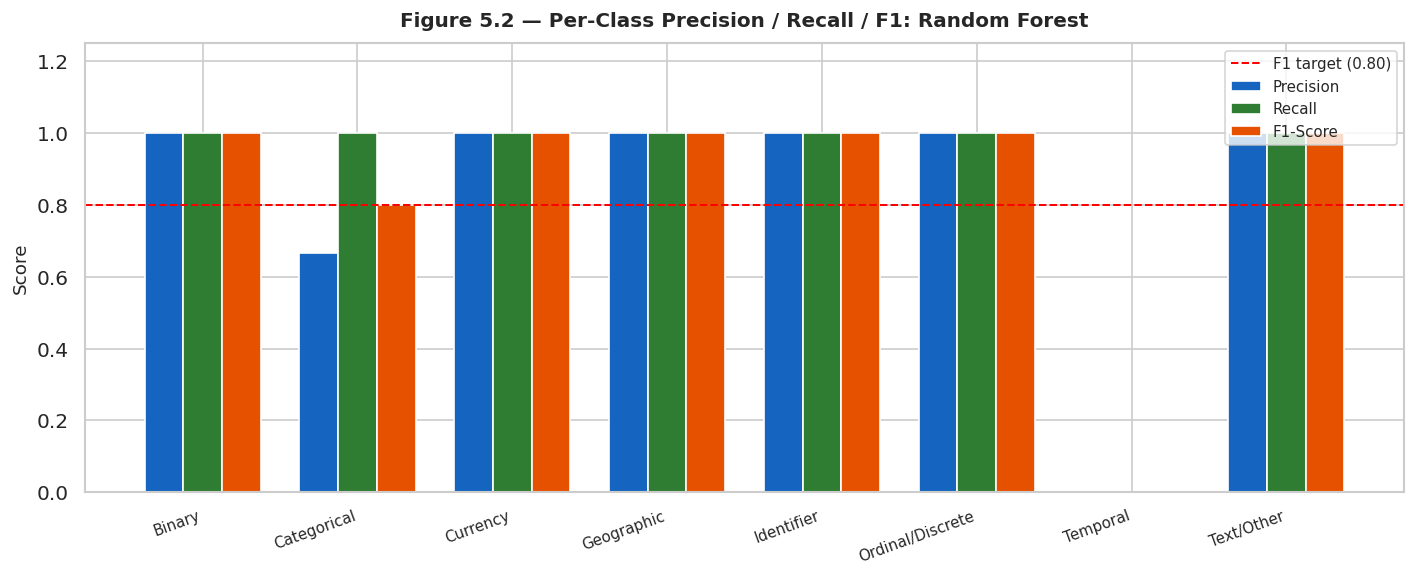 Figure 5.2 — Per-Class Precision / Recall / F1: Random Forest
1.2
1.0
0.8
0.6
0.4
0.2
0.0
Score
F1 target (0.80)
Precision
Recall
F1-Score
Binary
Categorical
Currency
Geographic
Identifier
Ordinal/Discrete
Temporal
Text/Other